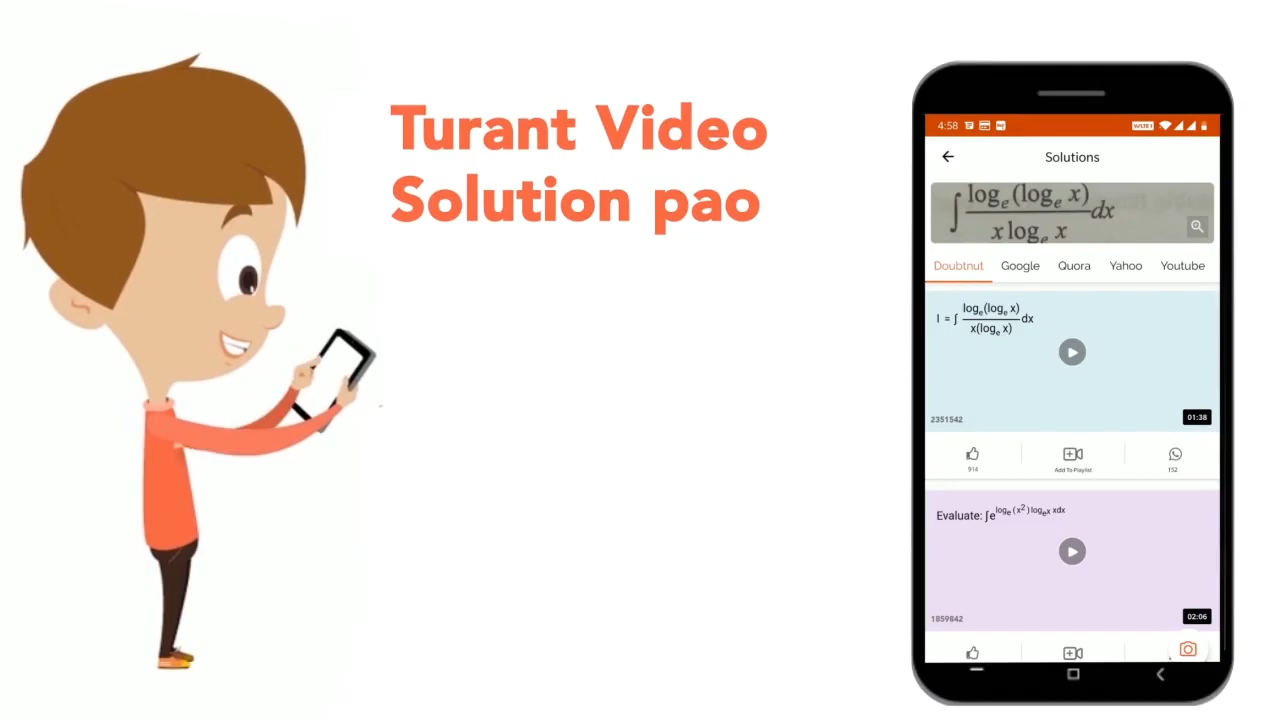 Turant Video
Solution pao
4:58
VoLTE1
Solutions
∫ logₑ(logₑ x) / x logₑ x dx
Doubtnut Google Quora Yahoo Youtube
I = ∫ logₑ(logₑ x) / x(logₑ x) dx
2351542 01:38
914 Add To Playlist 152
Evaluate: ∫e^logₑ(x²)logₑx xdx
1859842 02:06